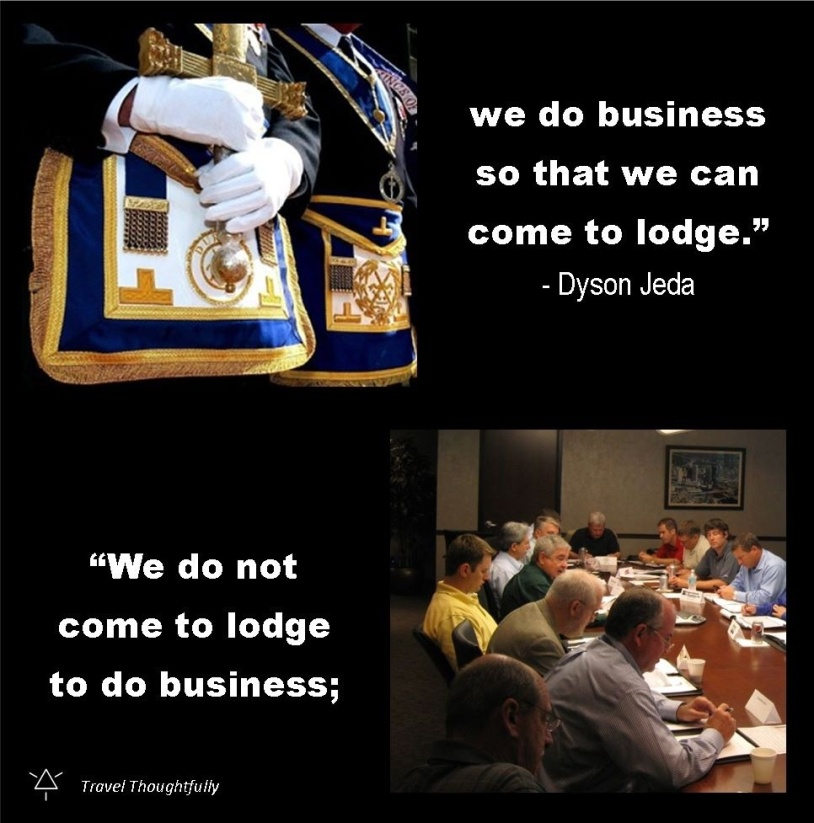 we do business
so that we can
come to lodge.”
- Dyson Jeda
“We do not
come to lodge
to do business;
Travel Thoughtfully